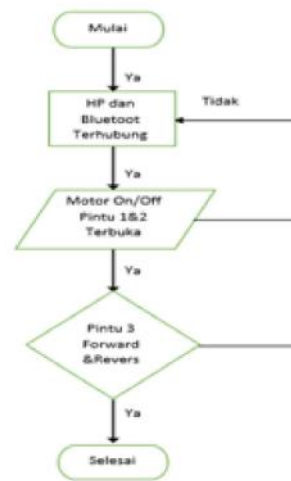 Mulai
Ya
HP dan
Bluetoot
Terhubung
Tidak
Ya
Motor On/Off
Pintu 1&2
Terbuka
Ya
Pintu 3
Forward
&Revers
Ya
Selesai